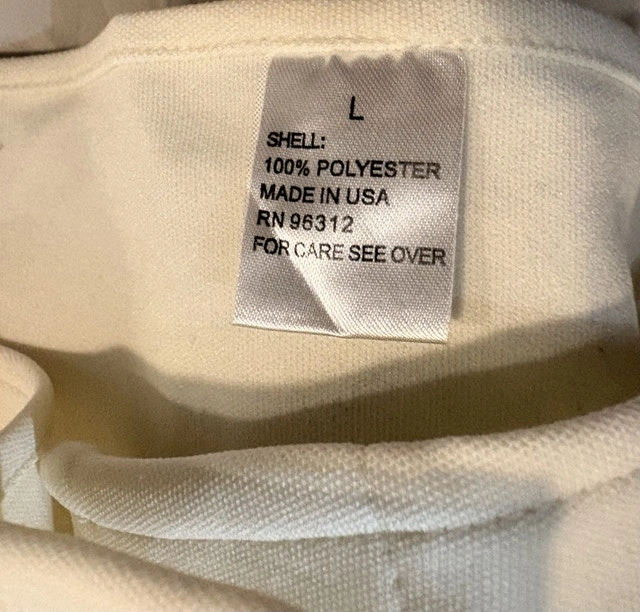 L
SHELL:
100% POLYESTER
MADE IN USA
RN 96312
FOR CARE SEE OVER